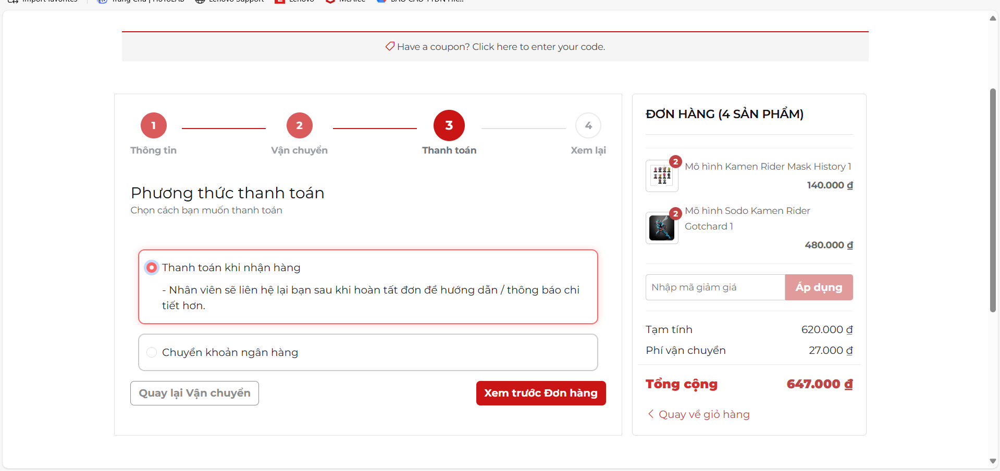 Import favorites
Lenovo Support
Lenovo
McAfee
Have a coupon? Click here to enter your code.
1
2
3
4
Thông tin
Vận chuyển
Thanh toán
Xem lại
Phương thức thanh toán
Chọn cách bạn muốn thanh toán
Thanh toán khi nhận hàng
- Nhân viên sẽ liên hệ lại bạn sau khi hoàn tất đơn để hướng dẫn / thông báo chi
tiết hơn.
Chuyển khoản ngân hàng
Quay lại Vận chuyển
Xem trước Đơn hàng
ĐƠN HÀNG (4 SẢN PHẨM)
2
Mô hình Kamen Rider Mask History 1
140.000 ₫
2
Mô hình Sodo Kamen Rider
Gotchard 1
480.000 ₫
Nhập mã giảm giá
Áp dụng
Tạm tính
620.000 ₫
Phí vận chuyển
27.000 ₫
Tổng cộng
647.000 ₫
Quay về giỏ hàng